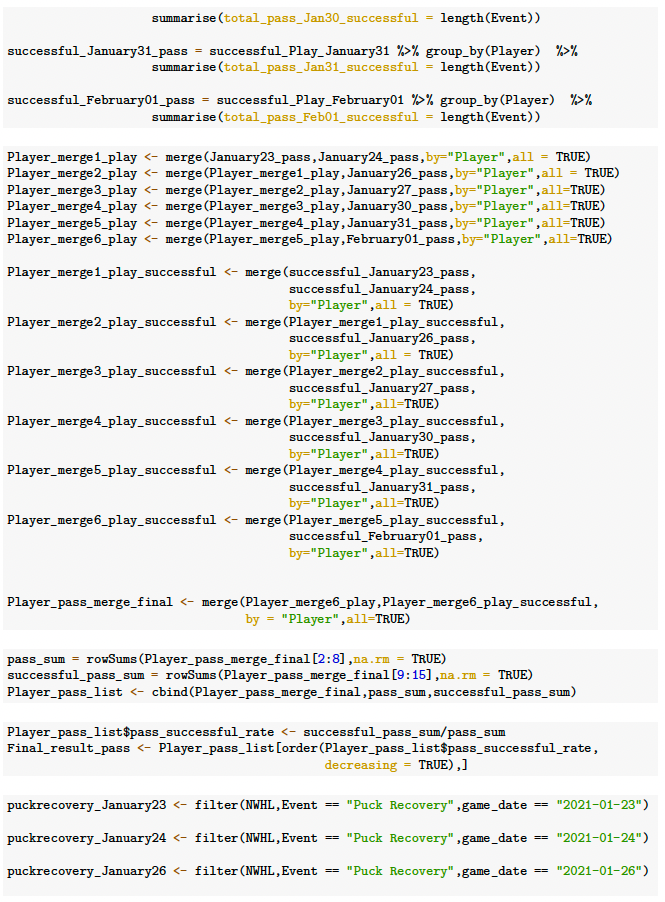 summarise(total_pass_Jan30_successful = length(Event))
successful_January31_pass = successful_Play_January31 %>% group_by(Player)  %>%
summarise(total_pass_Jan31_successful = length(Event))
successful_February01_pass = successful_Play_February01 %>% group_by(Player)  %>%
summarise(total_pass_Feb01_successful = length(Event))
Player_merge1_play <- merge(January23_pass,January24_pass,by="Player",all = TRUE)
Player_merge2_play <- merge(Player_merge1_play,January26_pass,by="Player",all = TRUE)
Player_merge3_play <- merge(Player_merge2_play,January27_pass,by="Player",all=TRUE)
Player_merge4_play <- merge(Player_merge3_play,January30_pass,by="Player",all=TRUE)
Player_merge5_play <- merge(Player_merge4_play,January31_pass,by="Player",all=TRUE)
Player_merge6_play <- merge(Player_merge5_play,February01_pass,by="Player",all=TRUE)
Player_merge1_play_successful <- merge(successful_January23_pass,
successful_January24_pass,
by="Player",all = TRUE)
Player_merge2_play_successful <- merge(Player_merge1_play_successful,
successful_January26_pass,
by="Player",all = TRUE)
Player_merge3_play_successful <- merge(Player_merge2_play_successful,
successful_January27_pass,
by="Player",all=TRUE)
Player_merge4_play_successful <- merge(Player_merge3_play_successful,
successful_January30_pass,
by="Player",all=TRUE)
Player_merge5_play_successful <- merge(Player_merge4_play_successful,
successful_January31_pass,
by="Player",all=TRUE)
Player_merge6_play_successful <- merge(Player_merge5_play_successful,
successful_February01_pass,
by="Player",all=TRUE)
Player_pass_merge_final <- merge(Player_merge6_play,Player_merge6_play_successful,
by = "Player",all=TRUE)
pass_sum = rowSums(Player_pass_merge_final[2:8],na.rm = TRUE)
successful_pass_sum = rowSums(Player_pass_merge_final[9:15],na.rm = TRUE)
Player_pass_list <- cbind(Player_pass_merge_final,pass_sum,successful_pass_sum)
Player_pass_list$pass_successful_rate <- successful_pass_sum/pass_sum
Final_result_pass <- Player_pass_list[order(Player_pass_list$pass_successful_rate,
decreasing = TRUE),]
puckrecovery_January23 <- filter(NWHL,Event == "Puck Recovery",game_date == "2021-01-23")
puckrecovery_January24 <- filter(NWHL,Event == "Puck Recovery",game_date == "2021-01-24")
puckrecovery_January26 <- filter(NWHL,Event == "Puck Recovery",game_date == "2021-01-26")